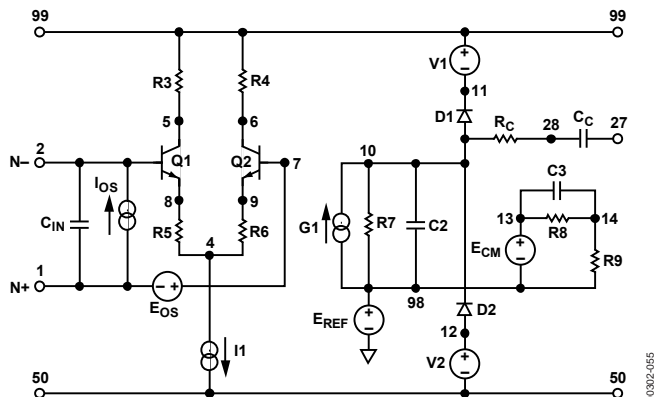 99
99
R3
R4
V1
+
−
11
D1
5
6
RC
28
CC
27
2
N−
Q1
Q2
7
10
IOS
CIN
8
9
G1
R7
C2
C3
13
R8
14
R5
4
R6
+
−
ECM
R9
1
N+
− +
EOS
98
D2
EREF
+
−
12
I1
V2
+
−
50
50
0302-055